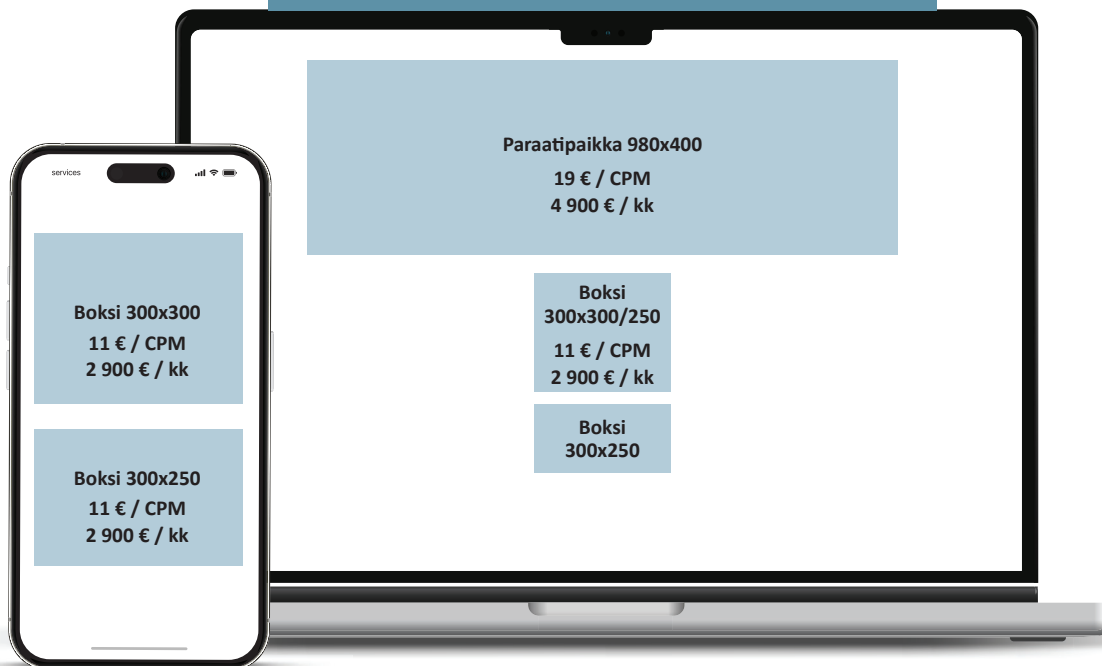 Paraatipaikka 980x400
19 € / CPM
4 900 € / kk
Boksi
300x300/250
11 € / CPM
2 900 € / kk
Boksi
300x250
services
Boksi 300x300
11 € / CPM
2 900 € / kk
Boksi 300x250
11 € / CPM
2 900 € / kk